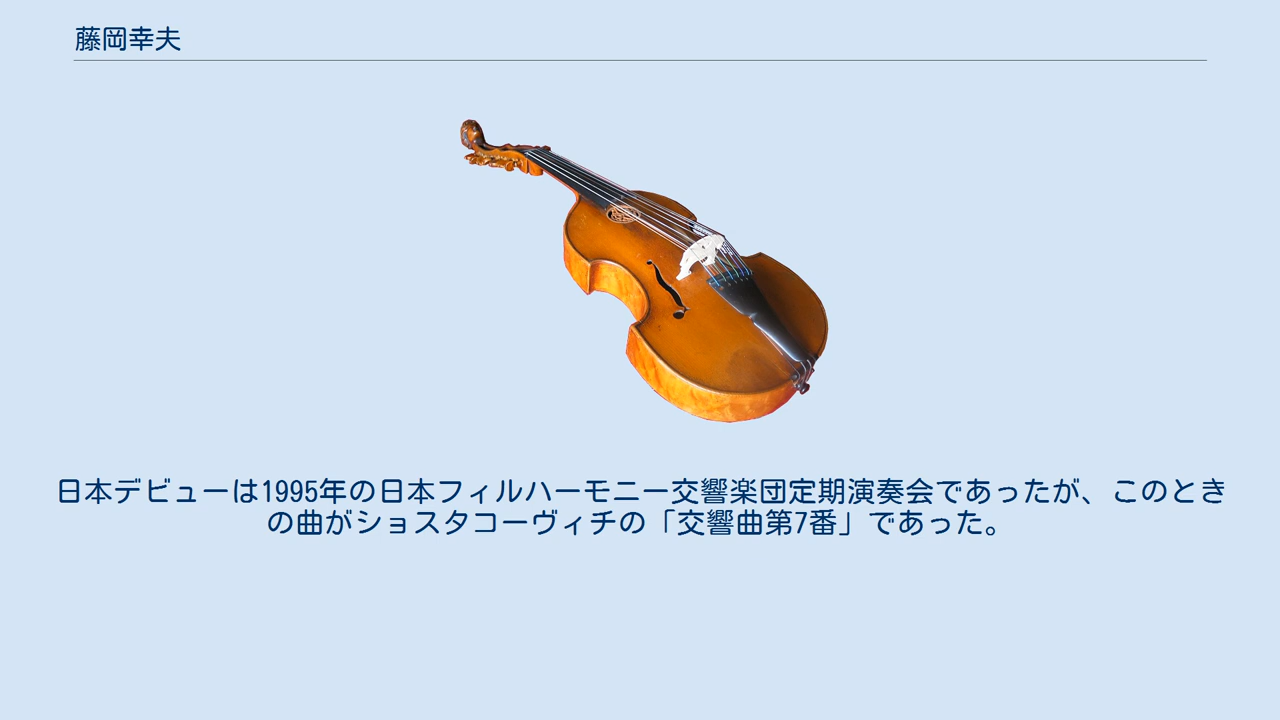 藤岡幸夫
日本デビューは1995年の日本フィルハーモニー交響楽団定期演奏会であったが、このとき
の曲がショスタコーヴィチの「交響曲第7番」であった。